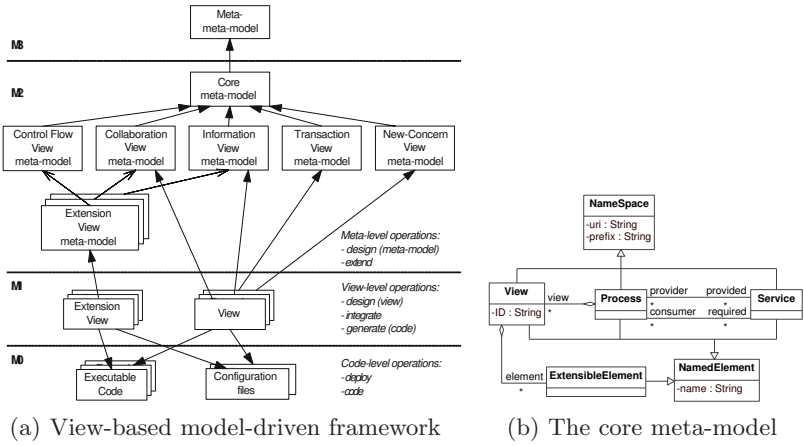 Meta-
meta-model
M3
M2
Core
meta-model
Control Flow
View
meta-model
Collaboration
View
meta-model
Information
View
meta-model
Transaction
View
meta-model
New-Concern
View
meta-model
Extension
View
meta-model
Meta-level operations:
- design (meta-model)
- extend
M1
Extension
View
View
View-level operations:
- design (view)
- integrate
- generate (code)
M0
Executable
Code
Configuration
files
Code-level operations:
- deploy
- code
(a) View-based model-driven framework
NameSpace
-uri : String
-prefix : String
View
-ID : String
view
*
Process
provider
*
provided
*
consumer
*
required
*
Service
element
*
ExtensibleElement
NamedElement
-name : String
(b) The core meta-model